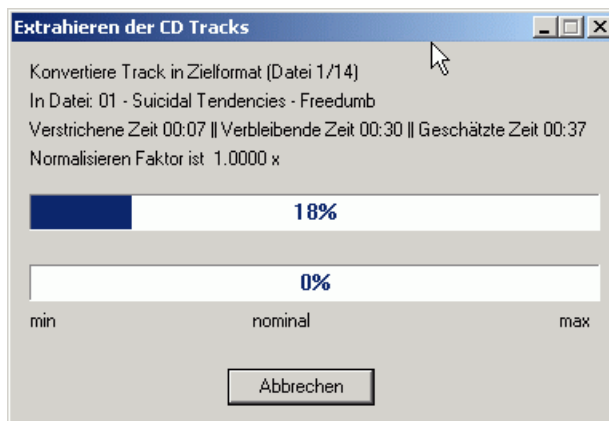 Extrahieren der CD Tracks
Konvertiere Track in Zielformat (Datei 1/14)
In Datei: 01 - Suicidal Tendencies - Freedumb
Verstrichene Zeit 00:07 || Verbleibende Zeit 00:30 || Geschätzte Zeit 00:37
Normalisieren Faktor ist 1.0000 x
18%
0%
min nominal max
Abbrechen